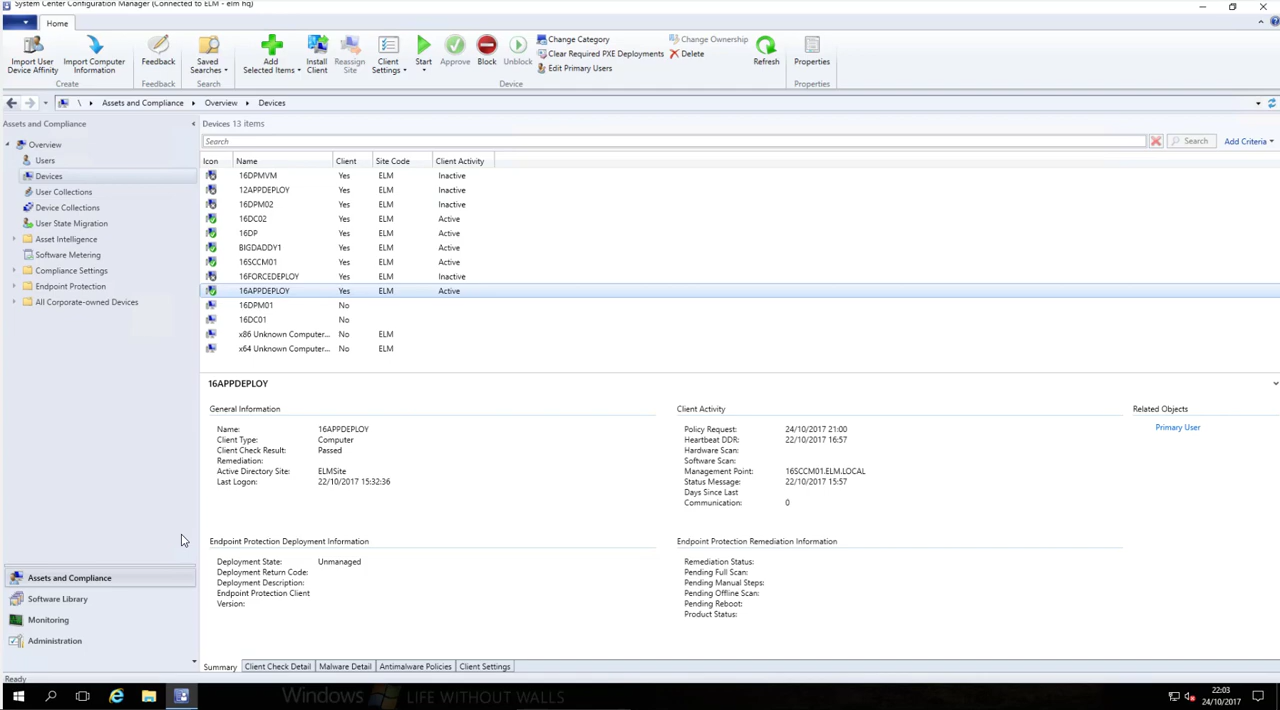 System Center Configuration Manager (Connected to ELM - elm hq)
Home
Import User Device Affinity
Import Computer Information
Create
Feedback
Feedback
Saved Searches
Search
Add Selected Items
Install Client
Reassign Site
Client Settings
Start
Approve
Block
Unblock
Change Category
Clear Required PXE Deployments
Edit Primary Users
Change Ownership
Delete
Device
Refresh
Properties
Properties
\ Assets and Compliance Overview Devices
Assets and Compliance
Overview
Users
Devices
User Collections
Device Collections
User State Migration
Asset Intelligence
Software Metering
Compliance Settings
Endpoint Protection
All Corporate-owned Devices
Assets and Compliance
Software Library
Monitoring
Administration
Devices 13 items
Search Search Add Criteria
Icon Name Client Site Code Client Activity
16DPMVM Yes ELM Inactive
12APPDEPLOY Yes ELM Inactive
16DPM02 Yes ELM Inactive
16DC02 Yes ELM Active
16DP Yes ELM Active
BIGDADDY1 Yes ELM Active
16SCCM01 Yes ELM Active
16FORCEDEPLOY Yes ELM Inactive
16APPDEPLOY Yes ELM Active
16DPM01 No
16DC01 No
x86 Unknown Computer... No ELM
x64 Unknown Computer... No ELM
16APPDEPLOY
General Information
Name: 16APPDEPLOY
Client Type: Computer
Client Check Result: Passed
Remediation:
Active Directory Site: ELMSite
Last Logon: 22/10/2017 15:32:36
Client Activity
Policy Request: 24/10/2017 21:00
Heartbeat DDR: 22/10/2017 16:57
Hardware Scan:
Software Scan:
Management Point: 16SCCM01.ELM.LOCAL
Status Message: 22/10/2017 15:57
Days Since Last
Communication: 0
Related Objects
Primary User
Endpoint Protection Deployment Information
Deployment State: Unmanaged
Deployment Return Code:
Deployment Description:
Endpoint Protection Client
Version:
Endpoint Protection Remediation Information
Remediation Status:
Pending Full Scan:
Pending Manual Steps:
Pending Offline Scan:
Pending Reboot:
Product Status:
Summary Client Check Detail Malware Detail Antimalware Policies Client Settings
Ready
Windows LIFE WITHOUT WALLS
22:03
24/10/2017